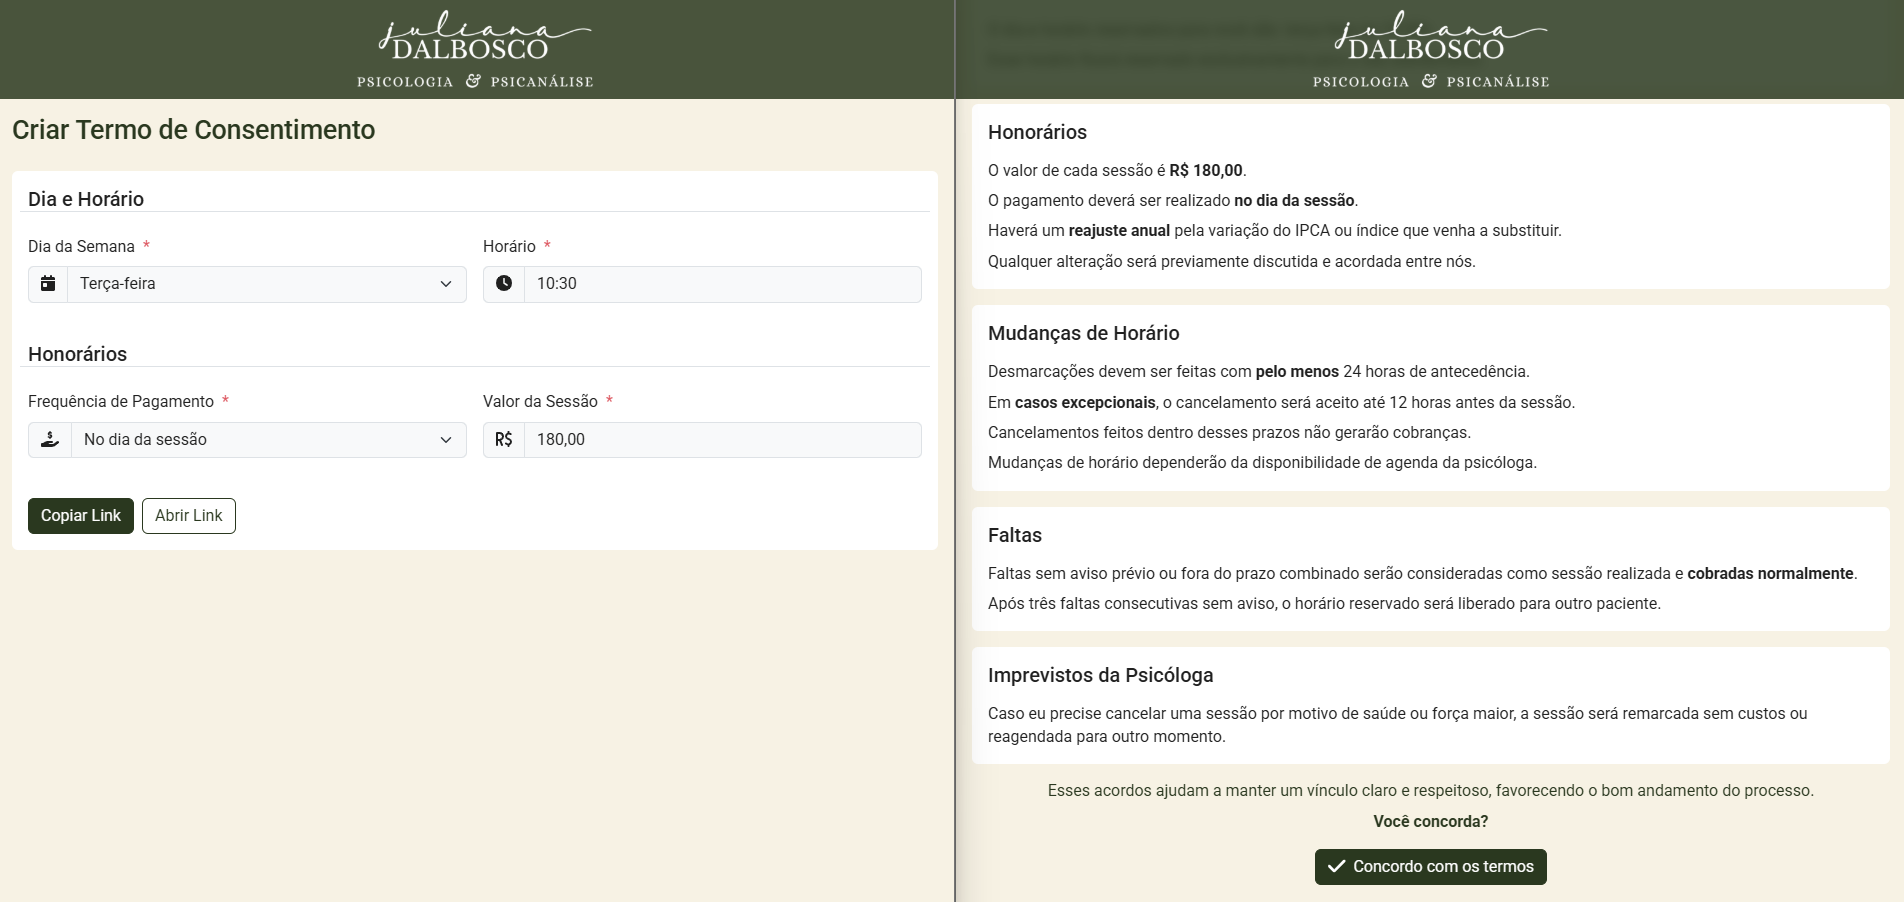 juliana
DALBOSCO
PSICOLOGIA & PSICANÁLISE
Criar Termo de Consentimento
Dia e Horário
Dia da Semana *
Horário *
Terça-feira
10:30
Honorários
Frequência de Pagamento *
Valor da Sessão *
No dia da sessão
R$ 180,00
Copiar Link
Abrir Link
juliana
DALBOSCO
PSICOLOGIA & PSICANÁLISE
Honorários
O valor de cada sessão é R$ 180,00.
O pagamento deverá ser realizado no dia da sessão.
Haverá um reajuste anual pela variação do IPCA ou índice que venha a substituir.
Qualquer alteração será previamente discutida e acordada entre nós.
Mudanças de Horário
Desmarcações devem ser feitas com pelo menos 24 horas de antecedência.
Em casos excepcionais, o cancelamento será aceito até 12 horas antes da sessão.
Cancelamentos feitos dentro desses prazos não gerarão cobranças.
Mudanças de horário dependerão da disponibilidade de agenda da psicóloga.
Faltas
Faltas sem aviso prévio ou fora do prazo combinado serão consideradas como sessão realizada e cobradas normalmente.
Após três faltas consecutivas sem aviso, o horário reservado será liberado para outro paciente.
Imprevistos da Psicóloga
Caso eu precise cancelar uma sessão por motivo de saúde ou força maior, a sessão será remarcada sem custos ou
reagendada para outro momento.
Esses acordos ajudam a manter um vínculo claro e respeitoso, favorecendo o bom andamento do processo.
Você concorda?
Concordo com os termos